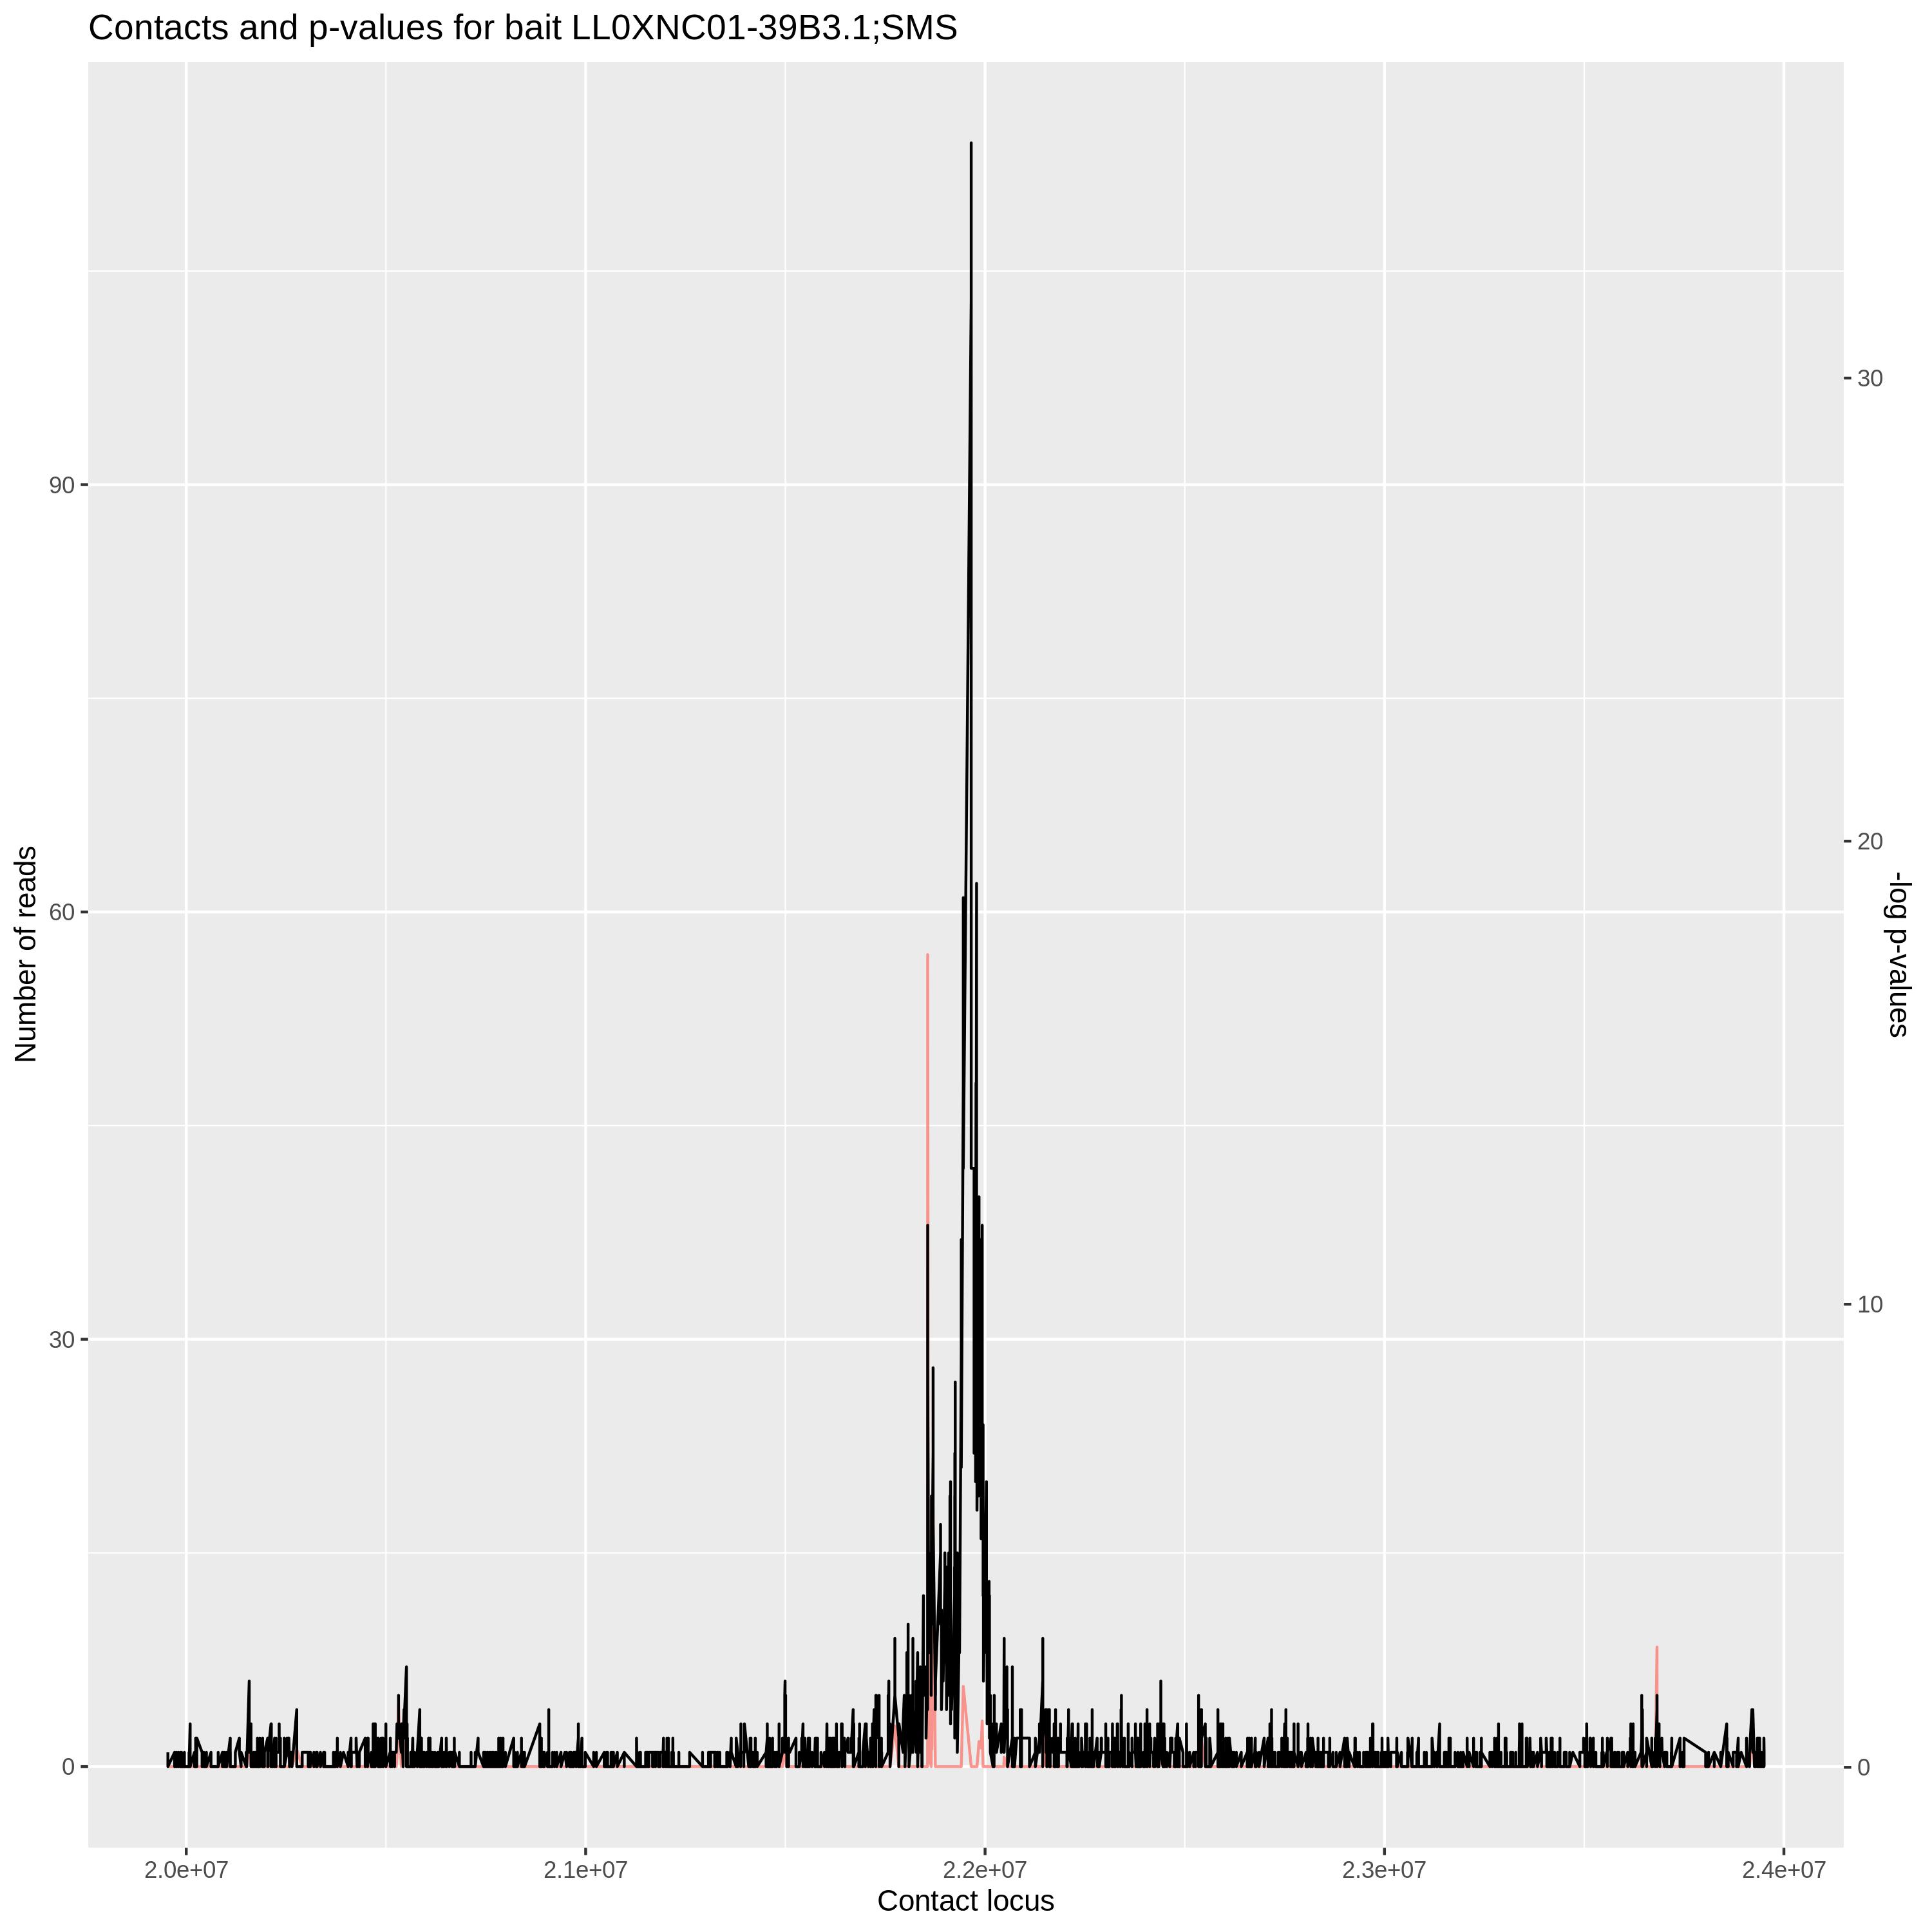 Contacts and p-values for bait LL0XNC01-39B3.1;SMS
Number of reads
90
60
30
0
30
20
10
0
-log p-values
2.0e+07 2.1e+07 2.2e+07 2.3e+07 2.4e+07
Contact locus